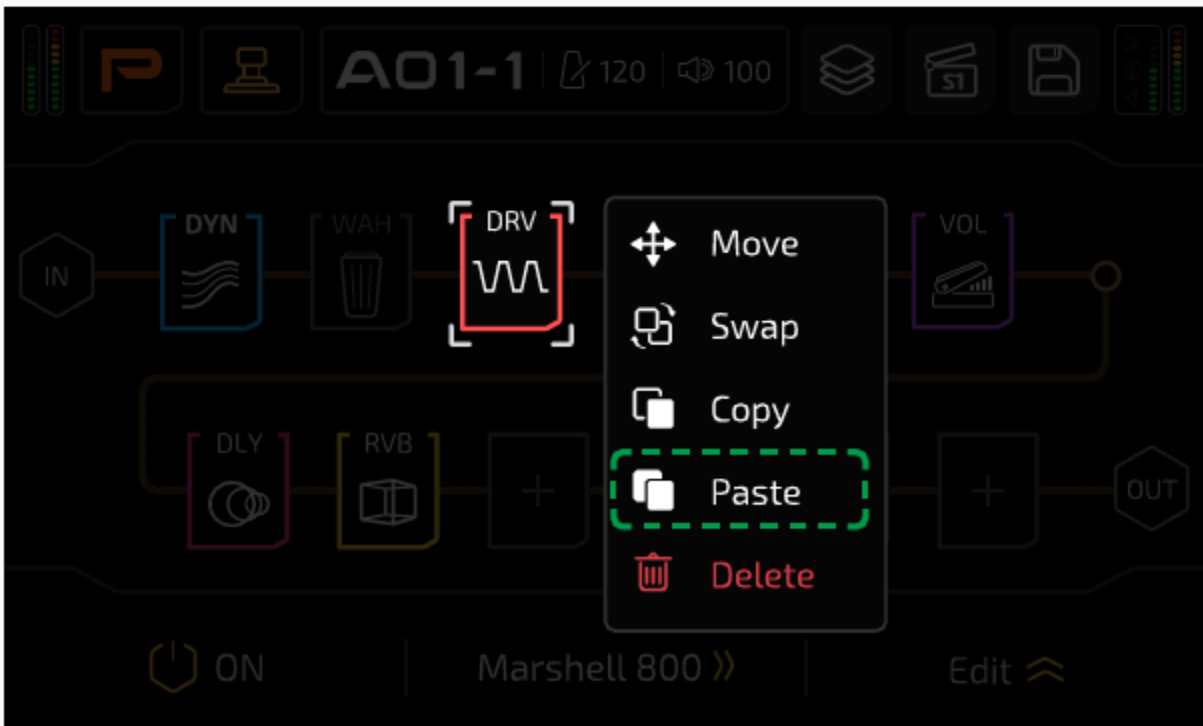 A01-1 120 100 S1 48V
DYN WAH DRV VOL
IN
Move
Swap
Copy
Paste
Delete
DLY RVB
OUT
ON Marshell 800 Edit